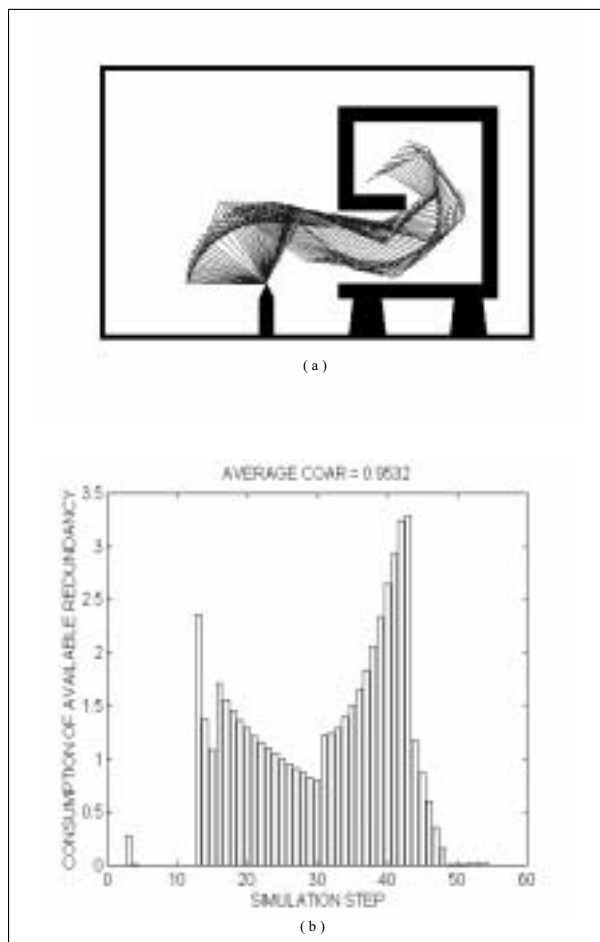 ( a )
AVERAGE COAR = 0.9532
CONSUMPTION OF AVAILABLE REDUNDANCY
3.5
3
2.5
2
1.5
1
0.5
0
0 10 20 30 40 50 60
SIMULATION STEP
( b )